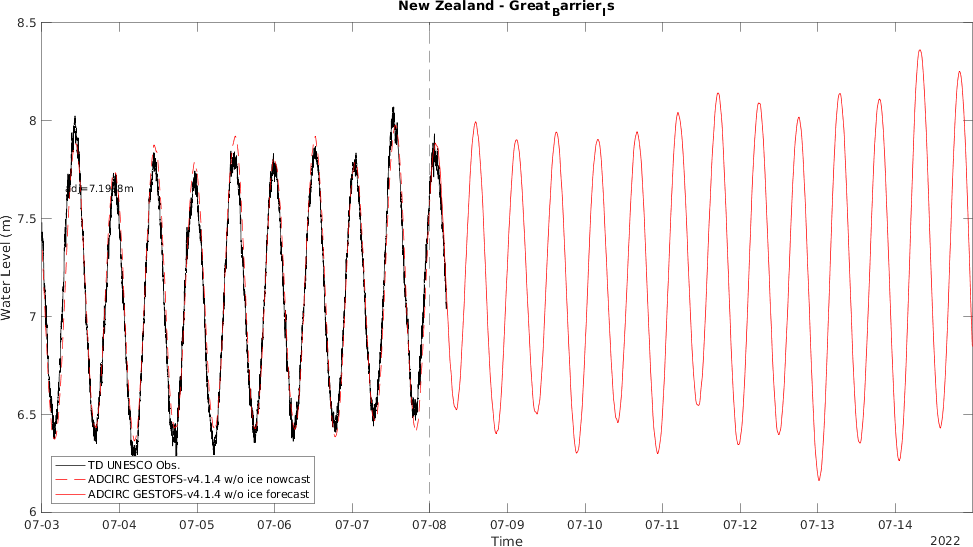 New Zealand - Great_Barrier_Is
8.5
8
7.5
7
6.5
6
Water Level (m)
TD UNESCO Obs.
ADCIRC GESTOFS-v4.1.4 w/o ice nowcast
ADCIRC GESTOFS-v4.1.4 w/o ice forecast
07-03 07-04 07-05 07-06 07-07 07-08 07-09 07-10 07-11 07-12 07-13 07-14
Time
2022